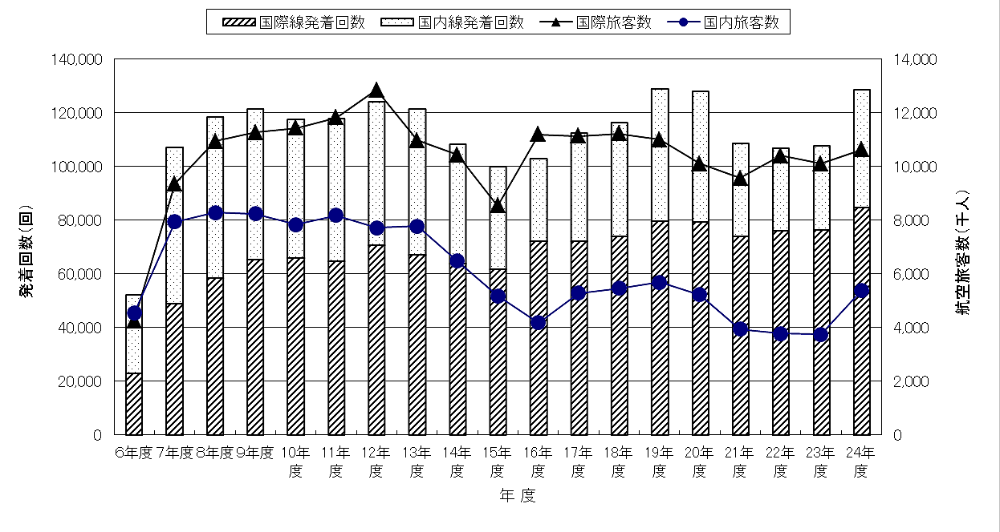 国際線発着回数 国内線発着回数 国際旅客数 国内旅客数
140,000 14,000
120,000 12,000
100,000 10,000
80,000 8,000
60,000 6,000
40,000 4,000
20,000 2,000
0 0
発着回数(回)
航空旅客数(千人)
6年度 7年度 8年度 9年度 10年度 11年度 12年度 13年度 14年度 15年度 16年度 17年度 18年度 19年度 20年度 21年度 22年度 23年度 24年度
年 度